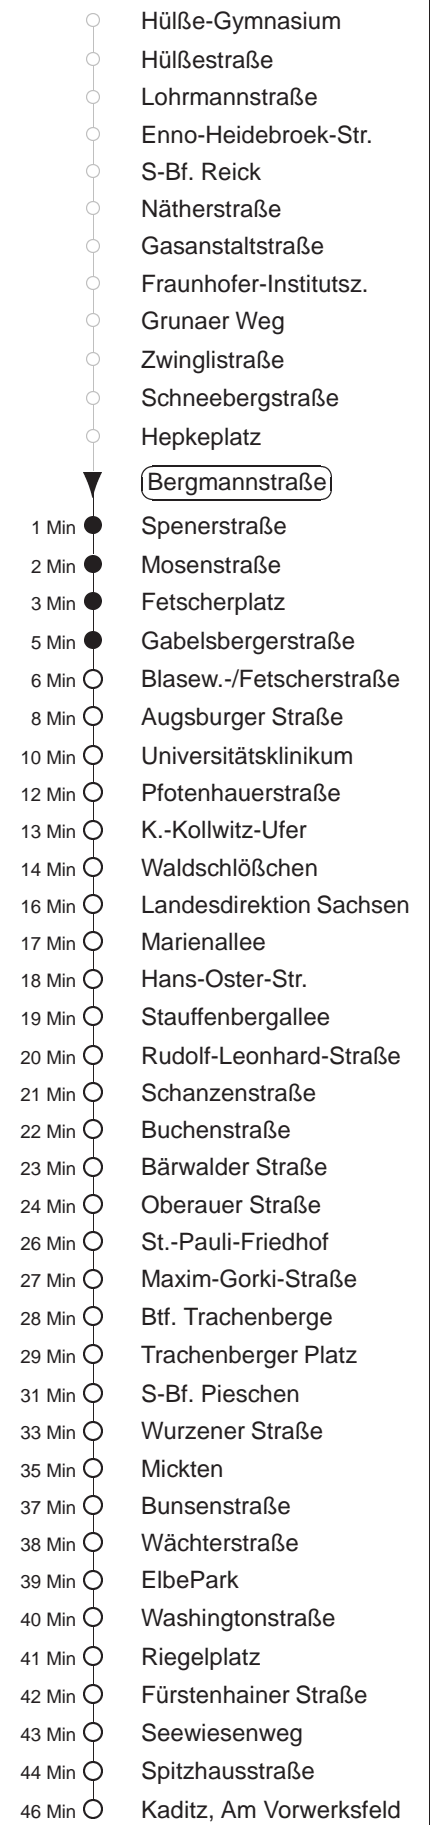 Hülße-Gymnasium
Hülßestraße
Lohrmannstraße
Enno-Heidebroek-Str.
S-Bf. Reick
Nätherstraße
Gasanstaltstraße
Fraunhofer-Institutsz.
Grunaer Weg
Zwinglistraße
Schneebergstraße
Hepkeplatz
Bergmannstraße
1 Min Spenerstraße
2 Min Mosenstraße
3 Min Fetscherplatz
5 Min Gabelsbergerstraße
6 Min Blasew.-/Fetscherstraße
8 Min Augsburger Straße
10 Min Universitätsklinikum
12 Min Pfotenhauerstraße
13 Min K.-Kollwitz-Ufer
14 Min Waldschlößchen
16 Min Landesdirektion Sachsen
17 Min Marienallee
18 Min Hans-Oster-Str.
19 Min Stauffenbergallee
20 Min Rudolf-Leonhard-Straße
21 Min Schanzenstraße
22 Min Buchenstraße
23 Min Bärwalder Straße
24 Min Oberauer Straße
26 Min St.-Pauli-Friedhof
27 Min Maxim-Gorki-Straße
28 Min Btf. Trachenberge
29 Min Trachenberger Platz
31 Min S-Bf. Pieschen
33 Min Wurzener Straße
35 Min Mickten
37 Min Bunsenstraße
38 Min Wächterstraße
39 Min ElbePark
40 Min Washingtonstraße
41 Min Riegelplatz
42 Min Fürstenhainer Straße
43 Min Seewiesenweg
44 Min Spitzhausstraße
46 Min Kaditz, Am Vorwerksfeld